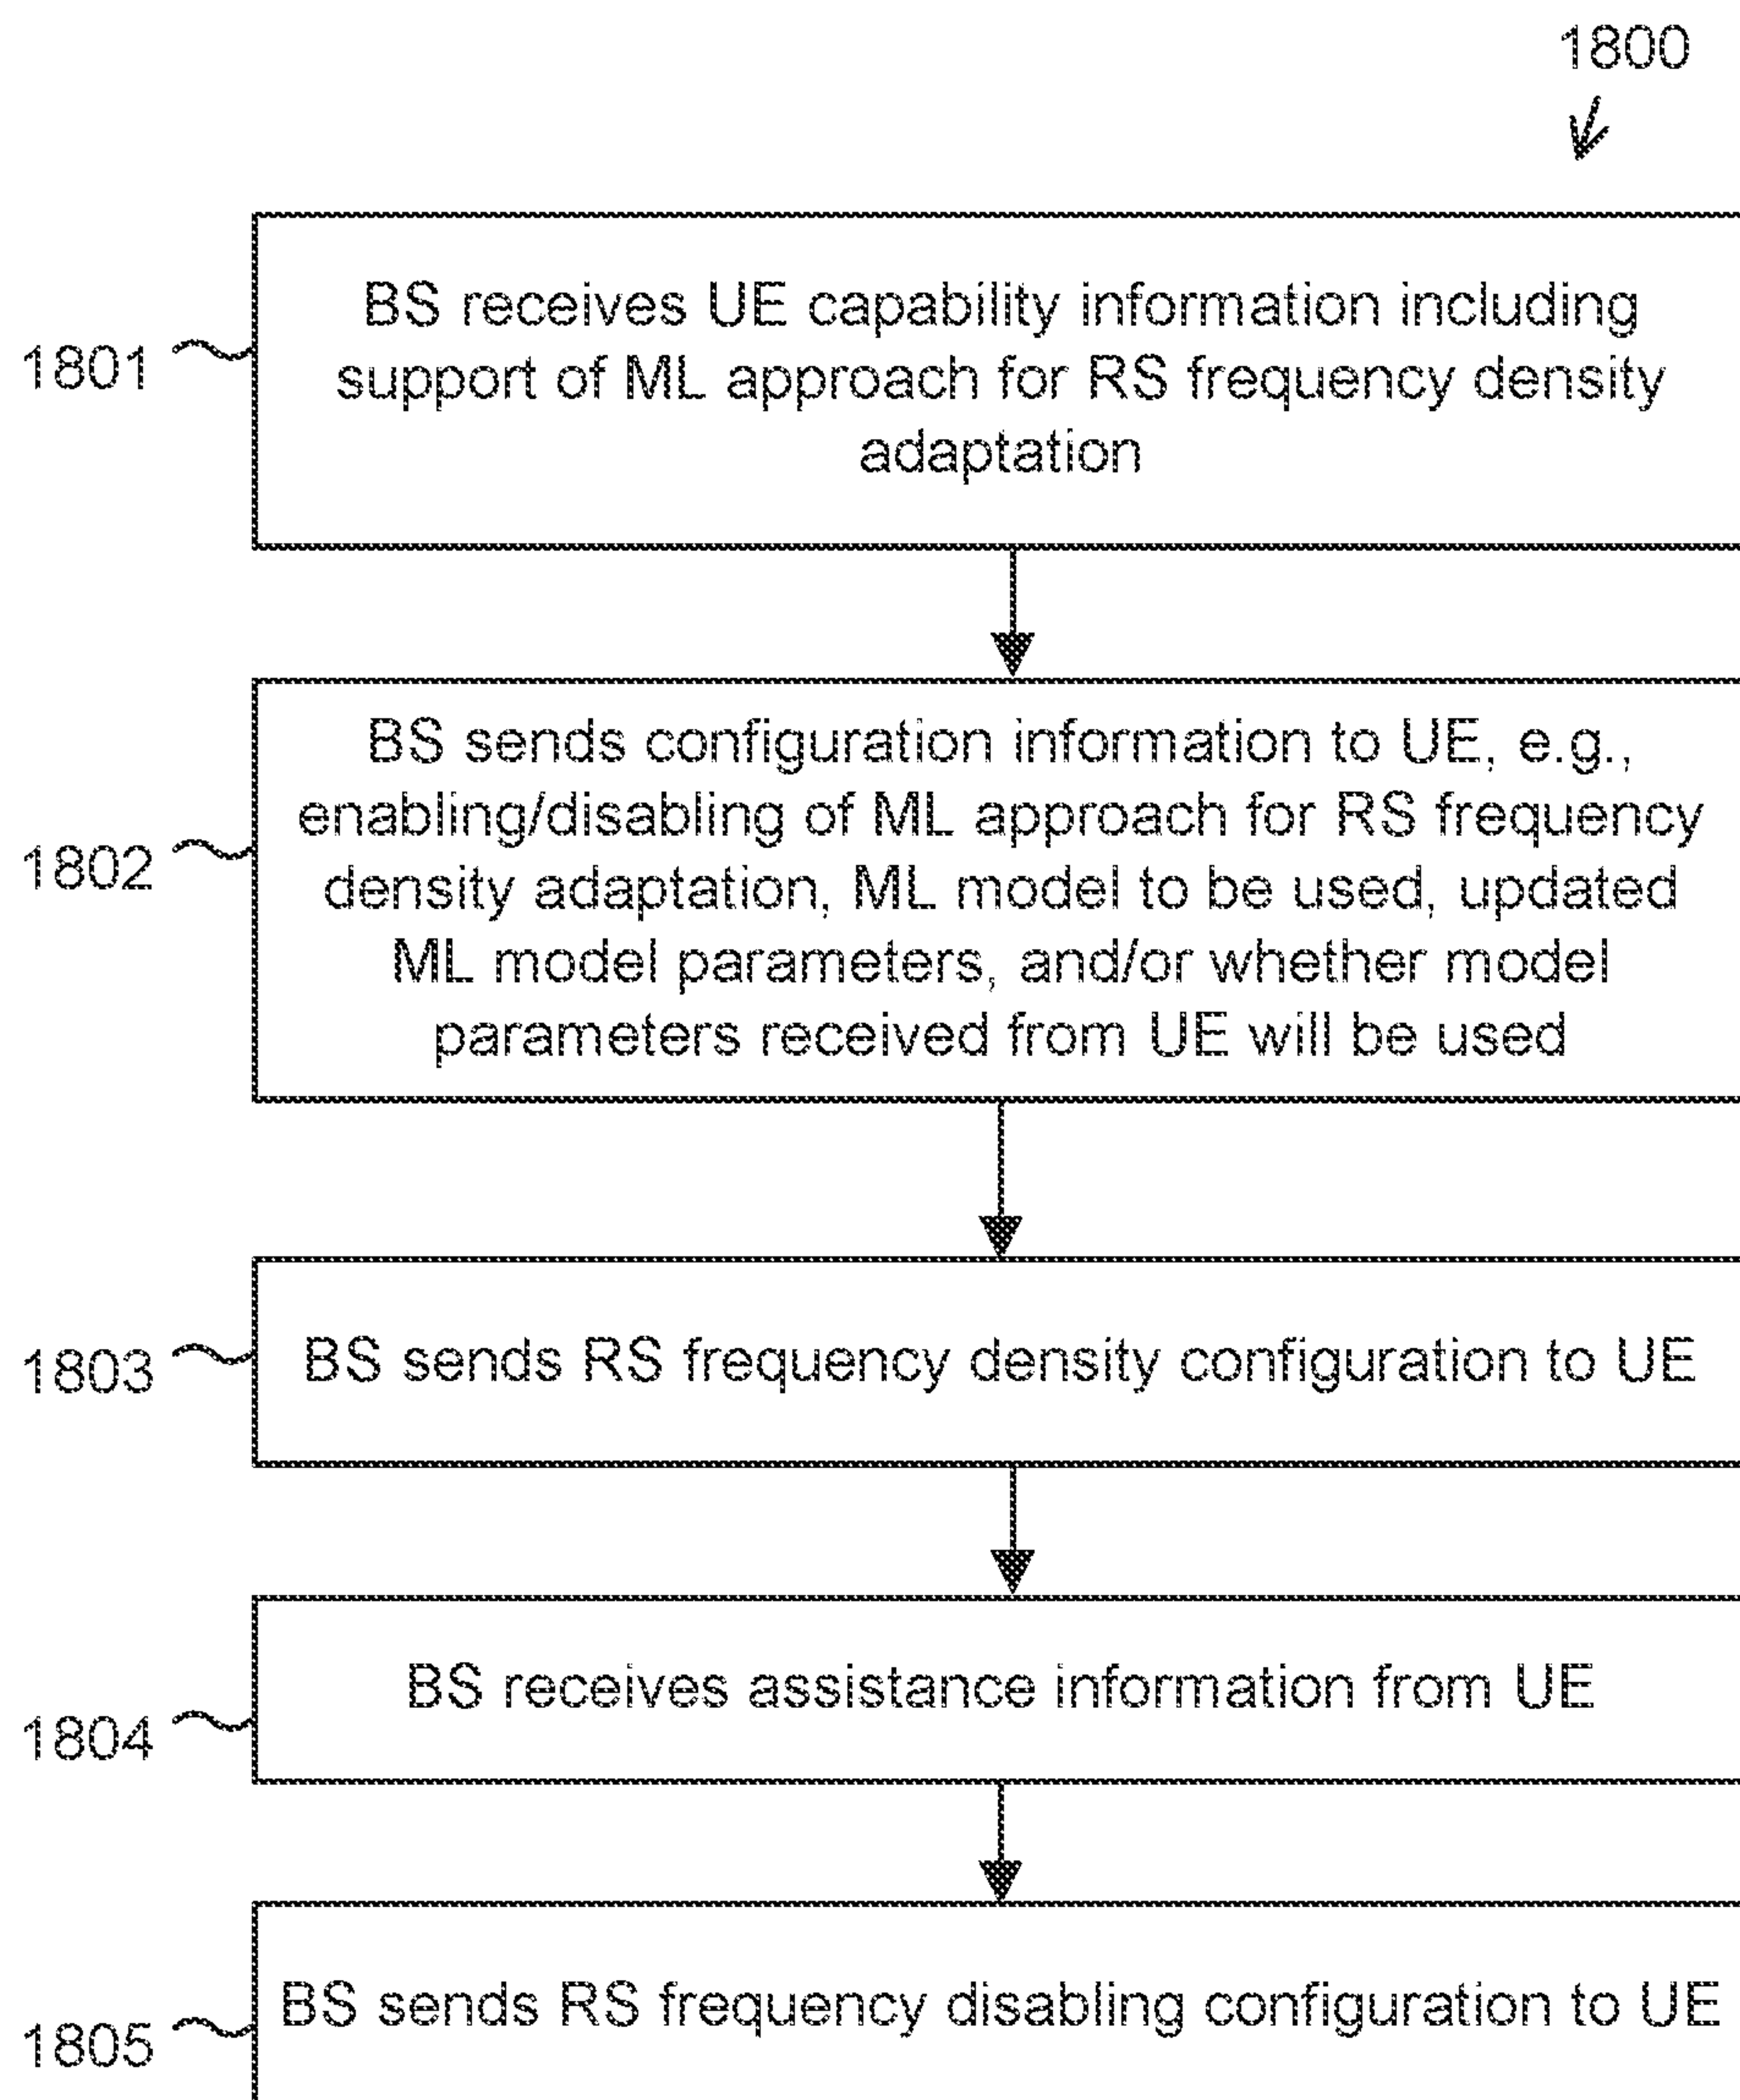 1800
BS receives UE capability information including
support of ML approach for RS frequency density
adaptation
1801
BS sends configuration information to UE, e.g.,
enabling/disabling of ML approach for RS frequency
density adaptation, ML model to be used, updated
ML model parameters, and/or whether model
parameters received from UE will be used
1802
BS sends RS frequency density configuration to UE
1803
BS receives assistance information from UE
1804
BS sends RS frequency disabling configuration to UE
1805